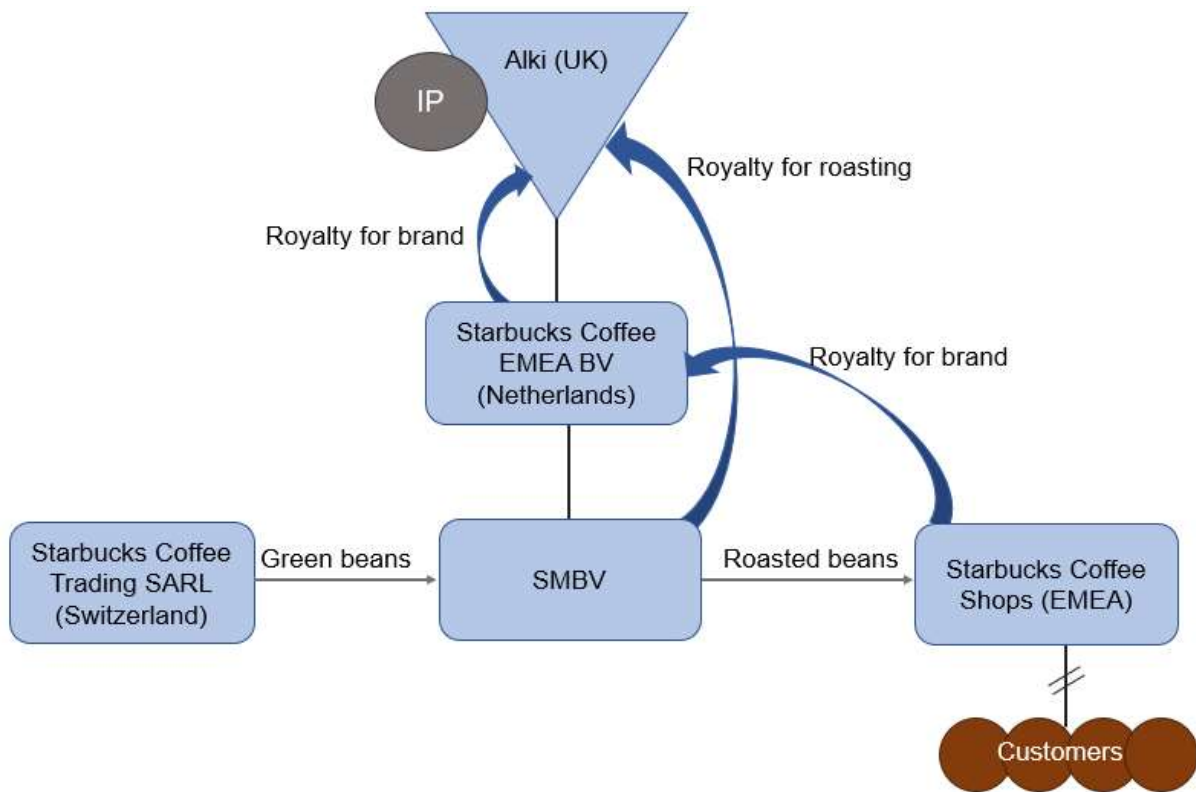 Alki (UK)
IP
Royalty for roasting
Royalty for brand
Starbucks Coffee
EMEA BV
(Netherlands)
Royalty for brand
Starbucks Coffee
Trading SARL
(Switzerland)
Green beans
SMBV
Roasted beans
Starbucks Coffee
Shops (EMEA)
Customers